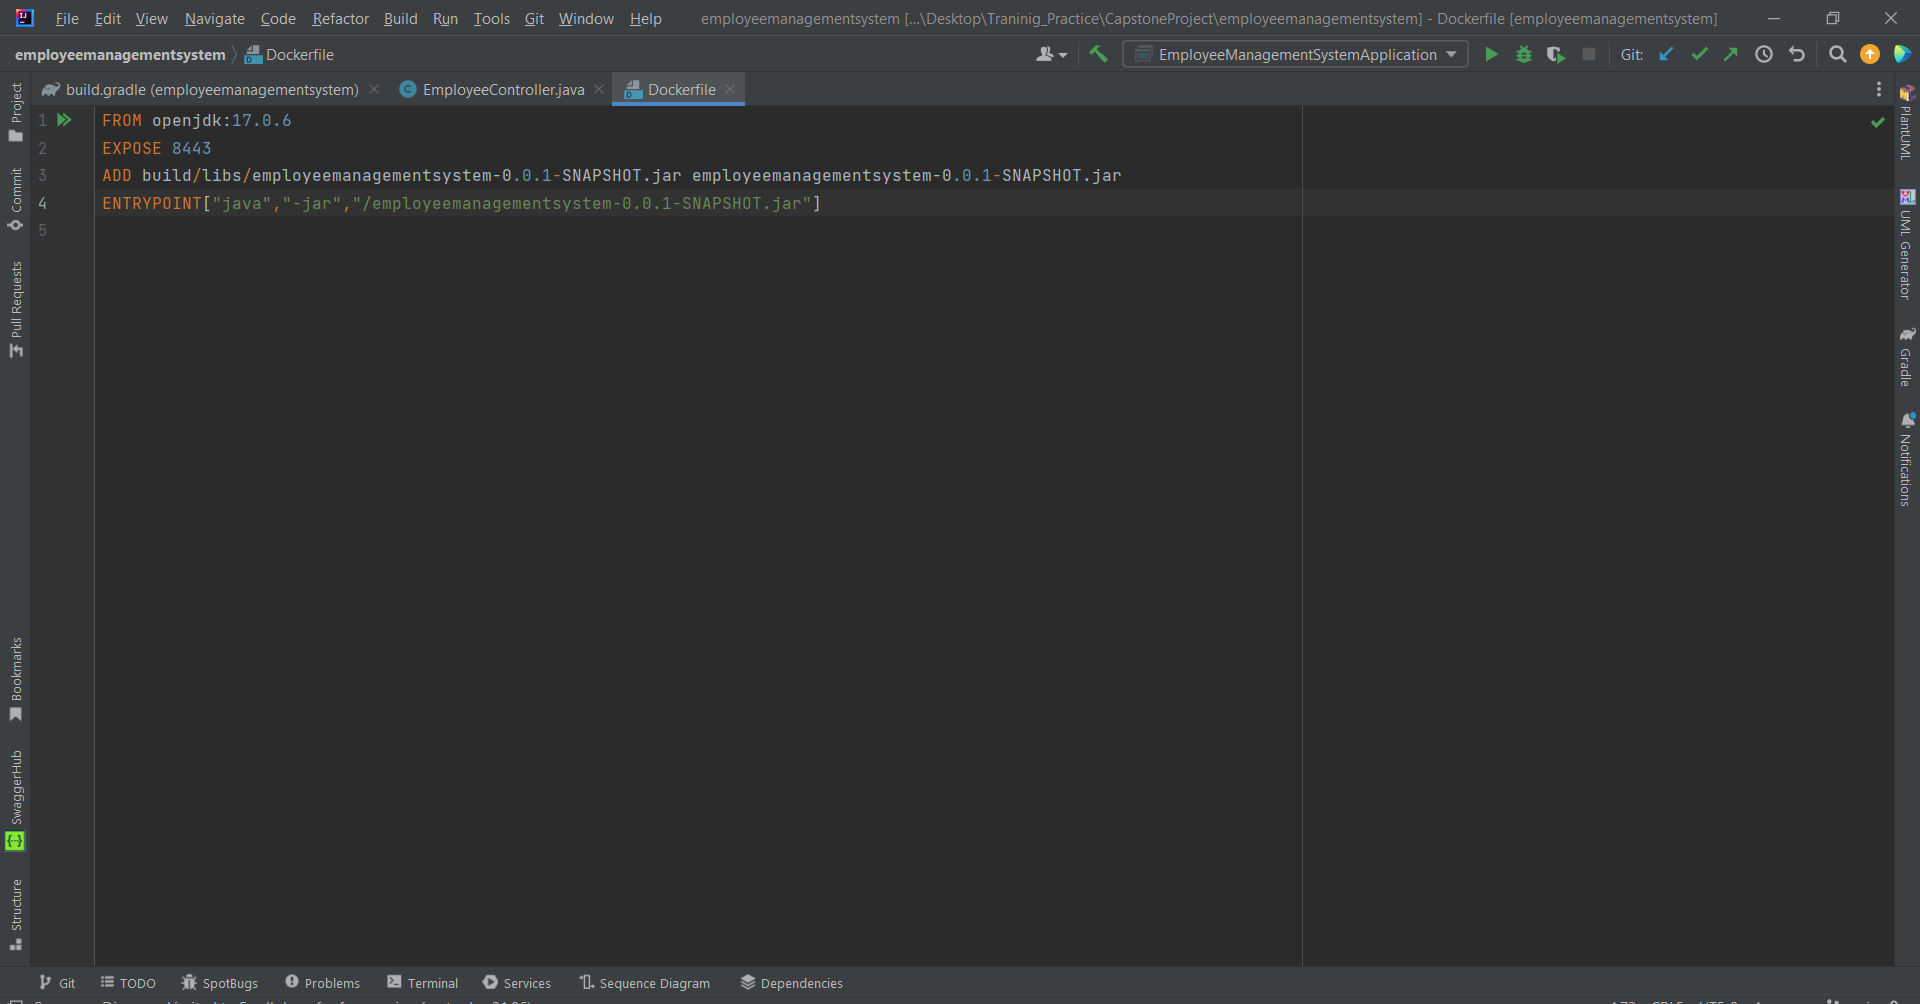 File Edit View Navigate Code Refactor Build Run Tools Git Window Help employeemanagementsystem [...\Desktop\Traninig_Practice\CapstoneProject\employeemanagementsystem] - Dockerfile [employeemanagementsystem]
employeemanagementsystem Dockerfile EmployeeManagementSystemApplication Git:
build.gradle (employeemanagementsystem) EmployeeController.java Dockerfile
1 FROM openjdk:17.0.6
2 EXPOSE 8443
3 ADD build/libs/employeemanagementsystem-0.0.1-SNAPSHOT.jar employeemanagementsystem-0.0.1-SNAPSHOT.jar
4 ENTRYPOINT["java","-jar","/employeemanagementsystem-0.0.1-SNAPSHOT.jar"]
5
Project
Commit
Pull Requests
Bookmarks
SwaggerHub
Structure
PlantUML
UML Generator
Gradle
Notifications
Git TODO SpotBugs Problems Terminal Services Sequence Diagram Dependencies